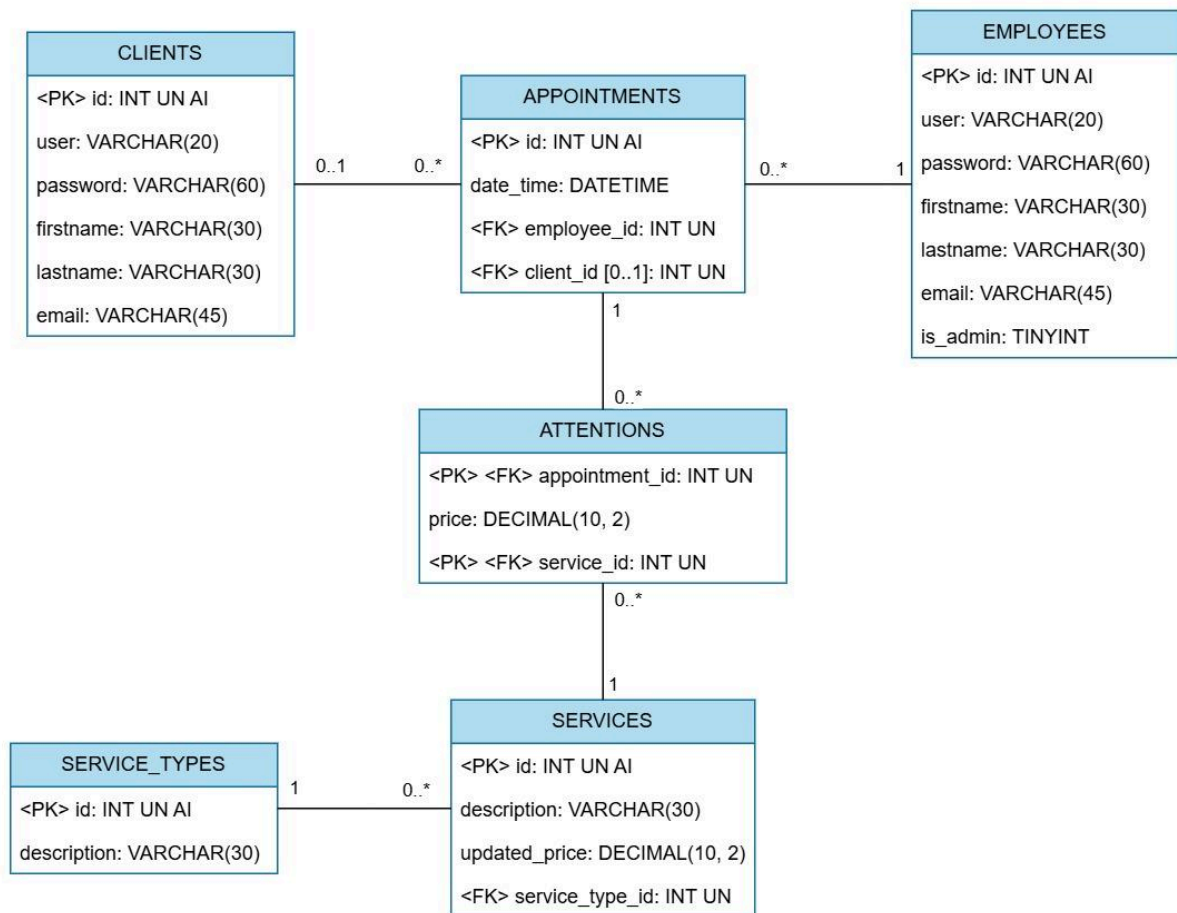 CLIENTS
<PK> id: INT UN AI
user: VARCHAR(20)
password: VARCHAR(60)
firstname: VARCHAR(30)
lastname: VARCHAR(30)
email: VARCHAR(45)
0..1
0..*
APPOINTMENTS
<PK> id: INT UN AI
date_time: DATETIME
<FK> employee_id: INT UN
<FK> client_id [0..1]: INT UN
0..*
1
EMPLOYEES
<PK> id: INT UN AI
user: VARCHAR(20)
password: VARCHAR(60)
firstname: VARCHAR(30)
lastname: VARCHAR(30)
email: VARCHAR(45)
is_admin: TINYINT
1
0..*
ATTENTIONS
<PK> <FK> appointment_id: INT UN
price: DECIMAL(10, 2)
<PK> <FK> service_id: INT UN
0..*
1
SERVICE_TYPES
<PK> id: INT UN AI
description: VARCHAR(30)
1
0..*
SERVICES
<PK> id: INT UN AI
description: VARCHAR(30)
updated_price: DECIMAL(10, 2)
<FK> service_type_id: INT UN